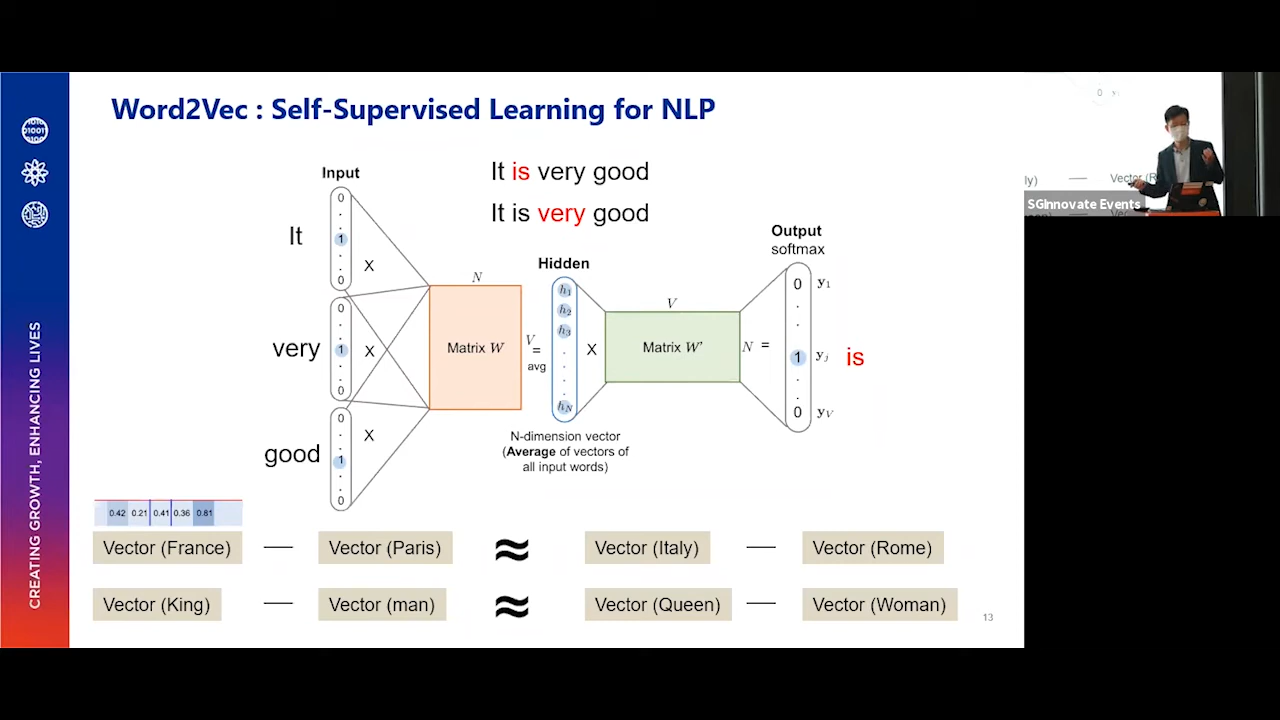 Word2Vec : Self-Supervised Learning for NLP
It is very good
It is very good
Input
It
very
good
0
.
.
1
.
.
0
X
0
.
.
1
.
.
0
X
0
.
.
1
.
.
0
X
N
Matrix W
V
=
avg
Hidden
h1
h2
h3
.
.
.
.
hN
N-dimension vector
(Average of vectors of
all input words)
X
V
Matrix W'
N =
Output
softmax
0 y1
.
.
1 yj is
.
.
0 yV
0.42 0.21 0.41 0.36 0.81
Vector (France) — Vector (Paris) ≈ Vector (Italy) — Vector (Rome)
Vector (King) — Vector (man) ≈ Vector (Queen) — Vector (Woman)
13
CREATING GROWTH, ENHANCING LIVES
01001
ly) — Vector (R
SGInnovate Events